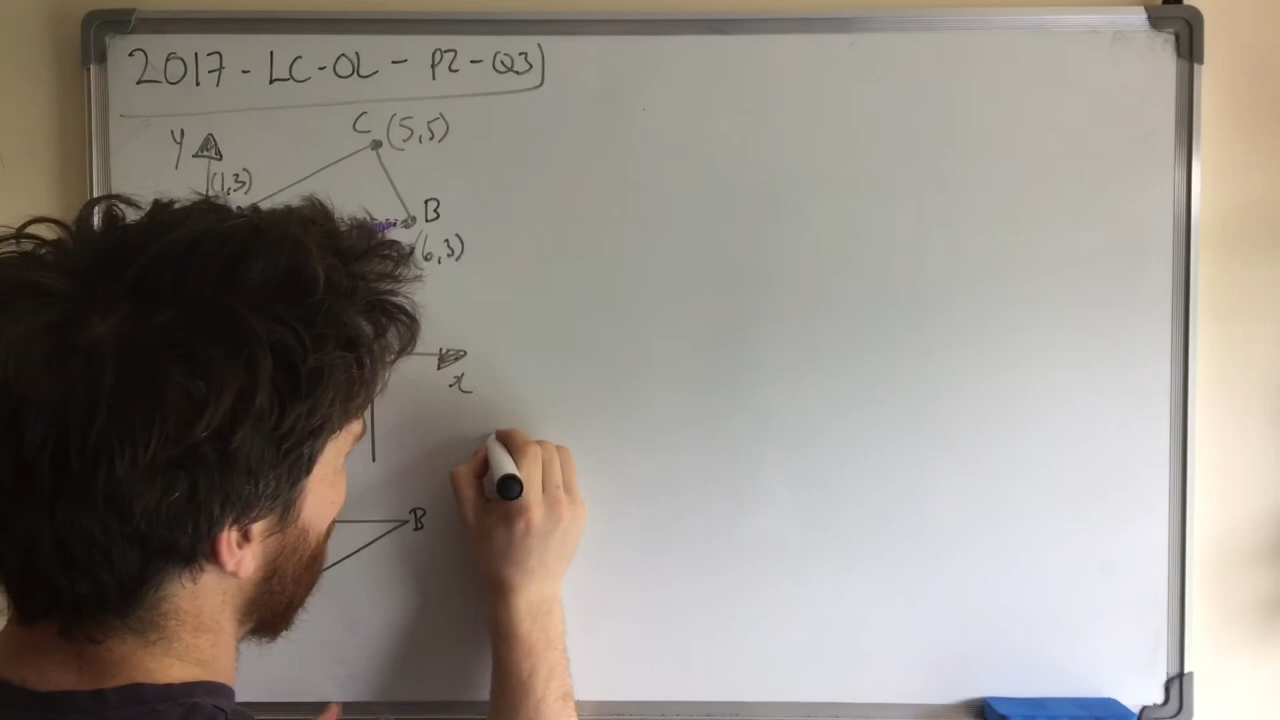 2017 - LC-OL - P2 - Q3)
C (5,5)
y
(1,3)
B
(6,3)
x
B